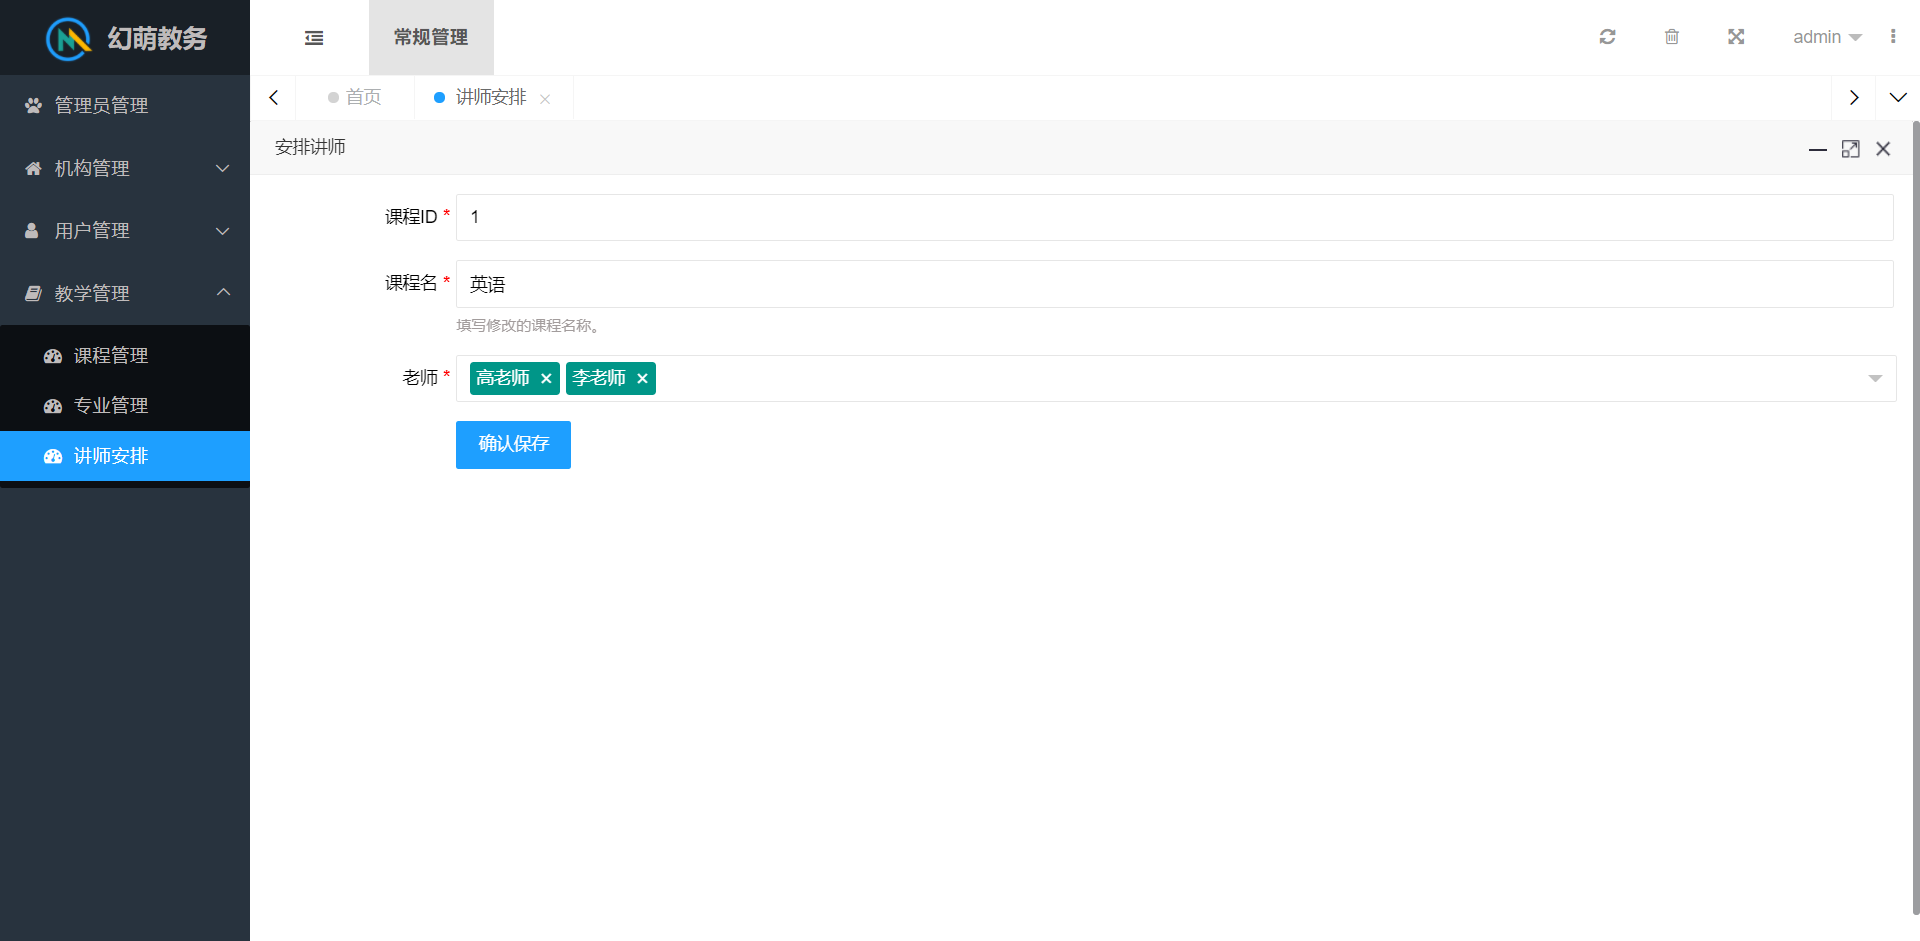 幻萌教务
常规管理
admin
管理员管理
机构管理
用户管理
教学管理
课程管理
专业管理
讲师安排
首页
讲师安排
安排讲师
课程ID * 1
课程名 * 英语
填写修改的课程名称。
老师 * 高老师 李老师
确认保存